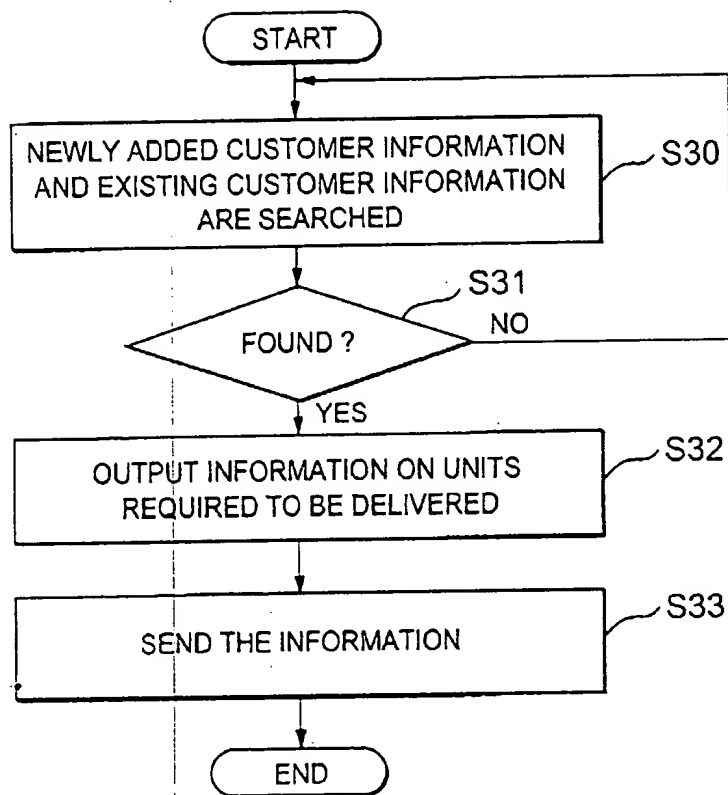 START
NEWLY ADDED CUSTOMER INFORMATION
AND EXISTING CUSTOMER INFORMATION
ARE SEARCHED
S30
S31
FOUND ?
NO
YES
OUTPUT INFORMATION ON UNITS
REQUIRED TO BE DELIVERED
S32
SEND THE INFORMATION
S33
END